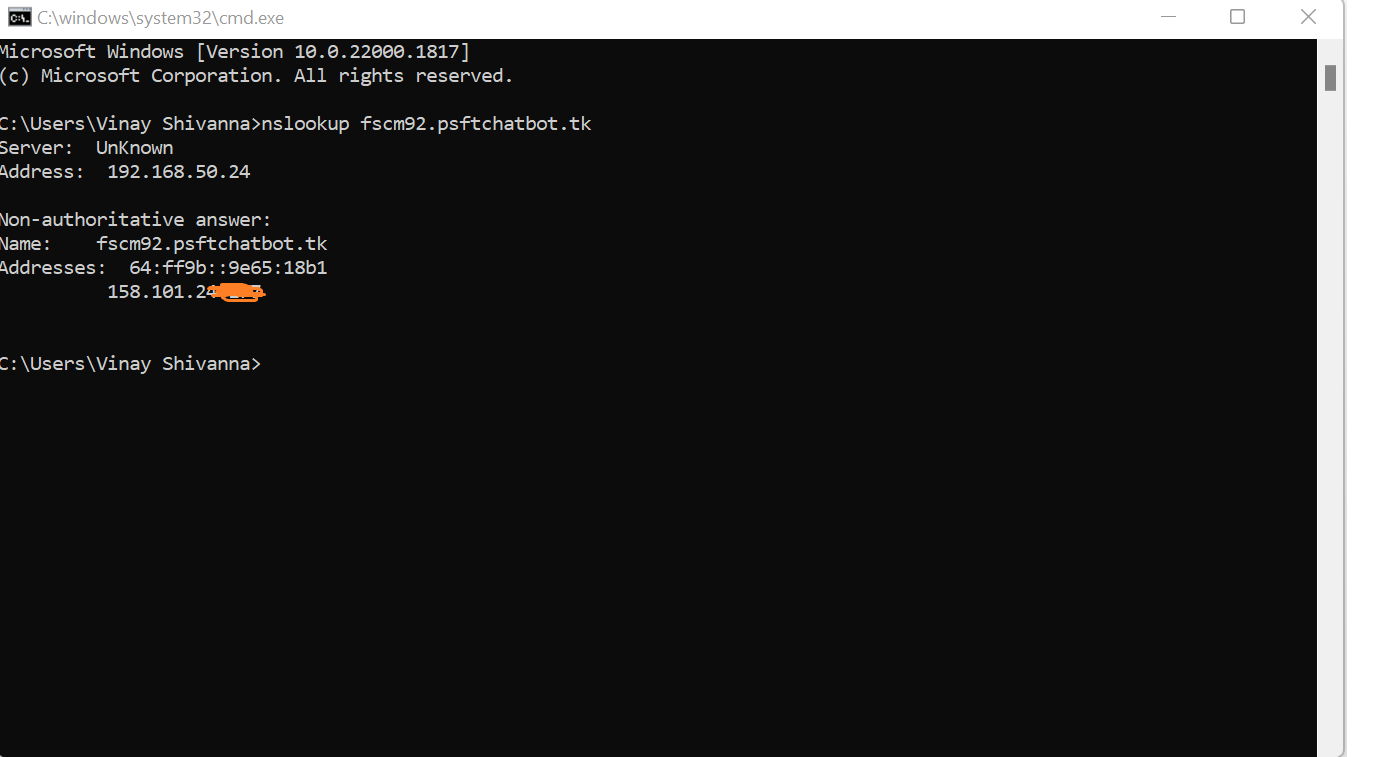 C:\windows\system32\cmd.exe
Microsoft Windows [Version 10.0.22000.1817]
(c) Microsoft Corporation. All rights reserved.
C:\Users\Vinay Shivanna>nslookup fscm92.psftchatbot.tk
Server:  UnKnown
Address:  192.168.50.24
Non-authoritative answer:
Name:    fscm92.psftchatbot.tk
Addresses:  64:ff9b::9e65:18b1
158.101.2
C:\Users\Vinay Shivanna>